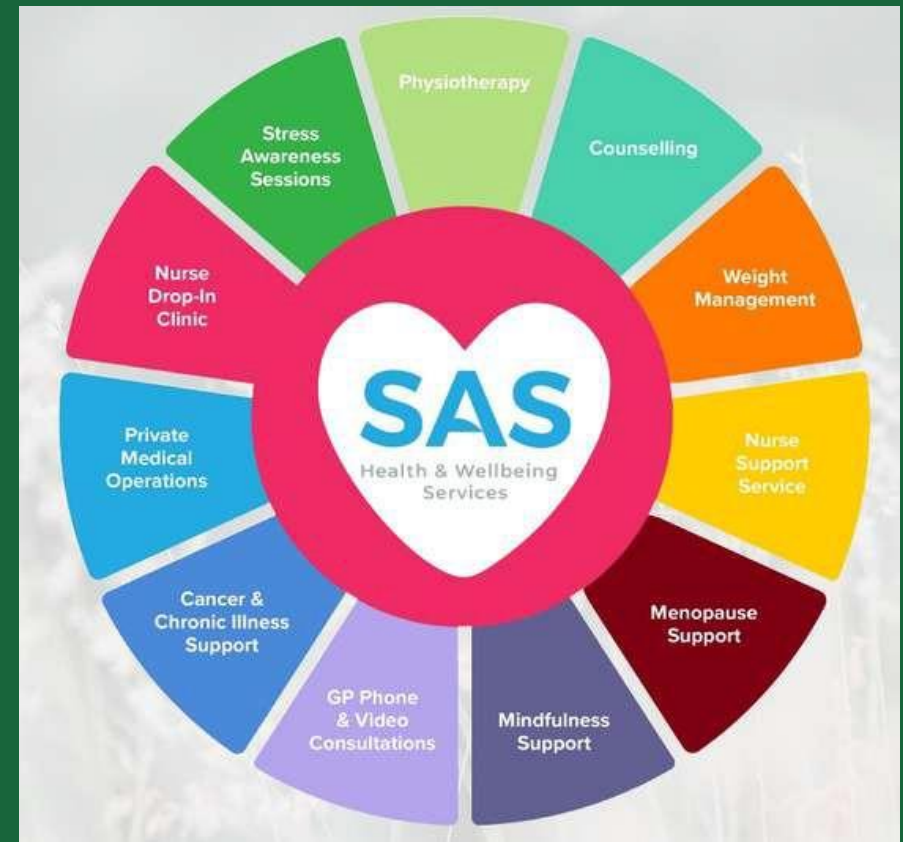 Physiotherapy
Counselling
Weight
Management
Nurse
Support
Service
Menopause
Support
Mindfulness
Support
GP Phone
& Video
Consultations
Cancer &
Chronic Illness
Support
Private
Medical
Operations
Nurse
Drop-In
Clinic
Stress
Awareness
Sessions
SAS
Health & Wellbeing
Services